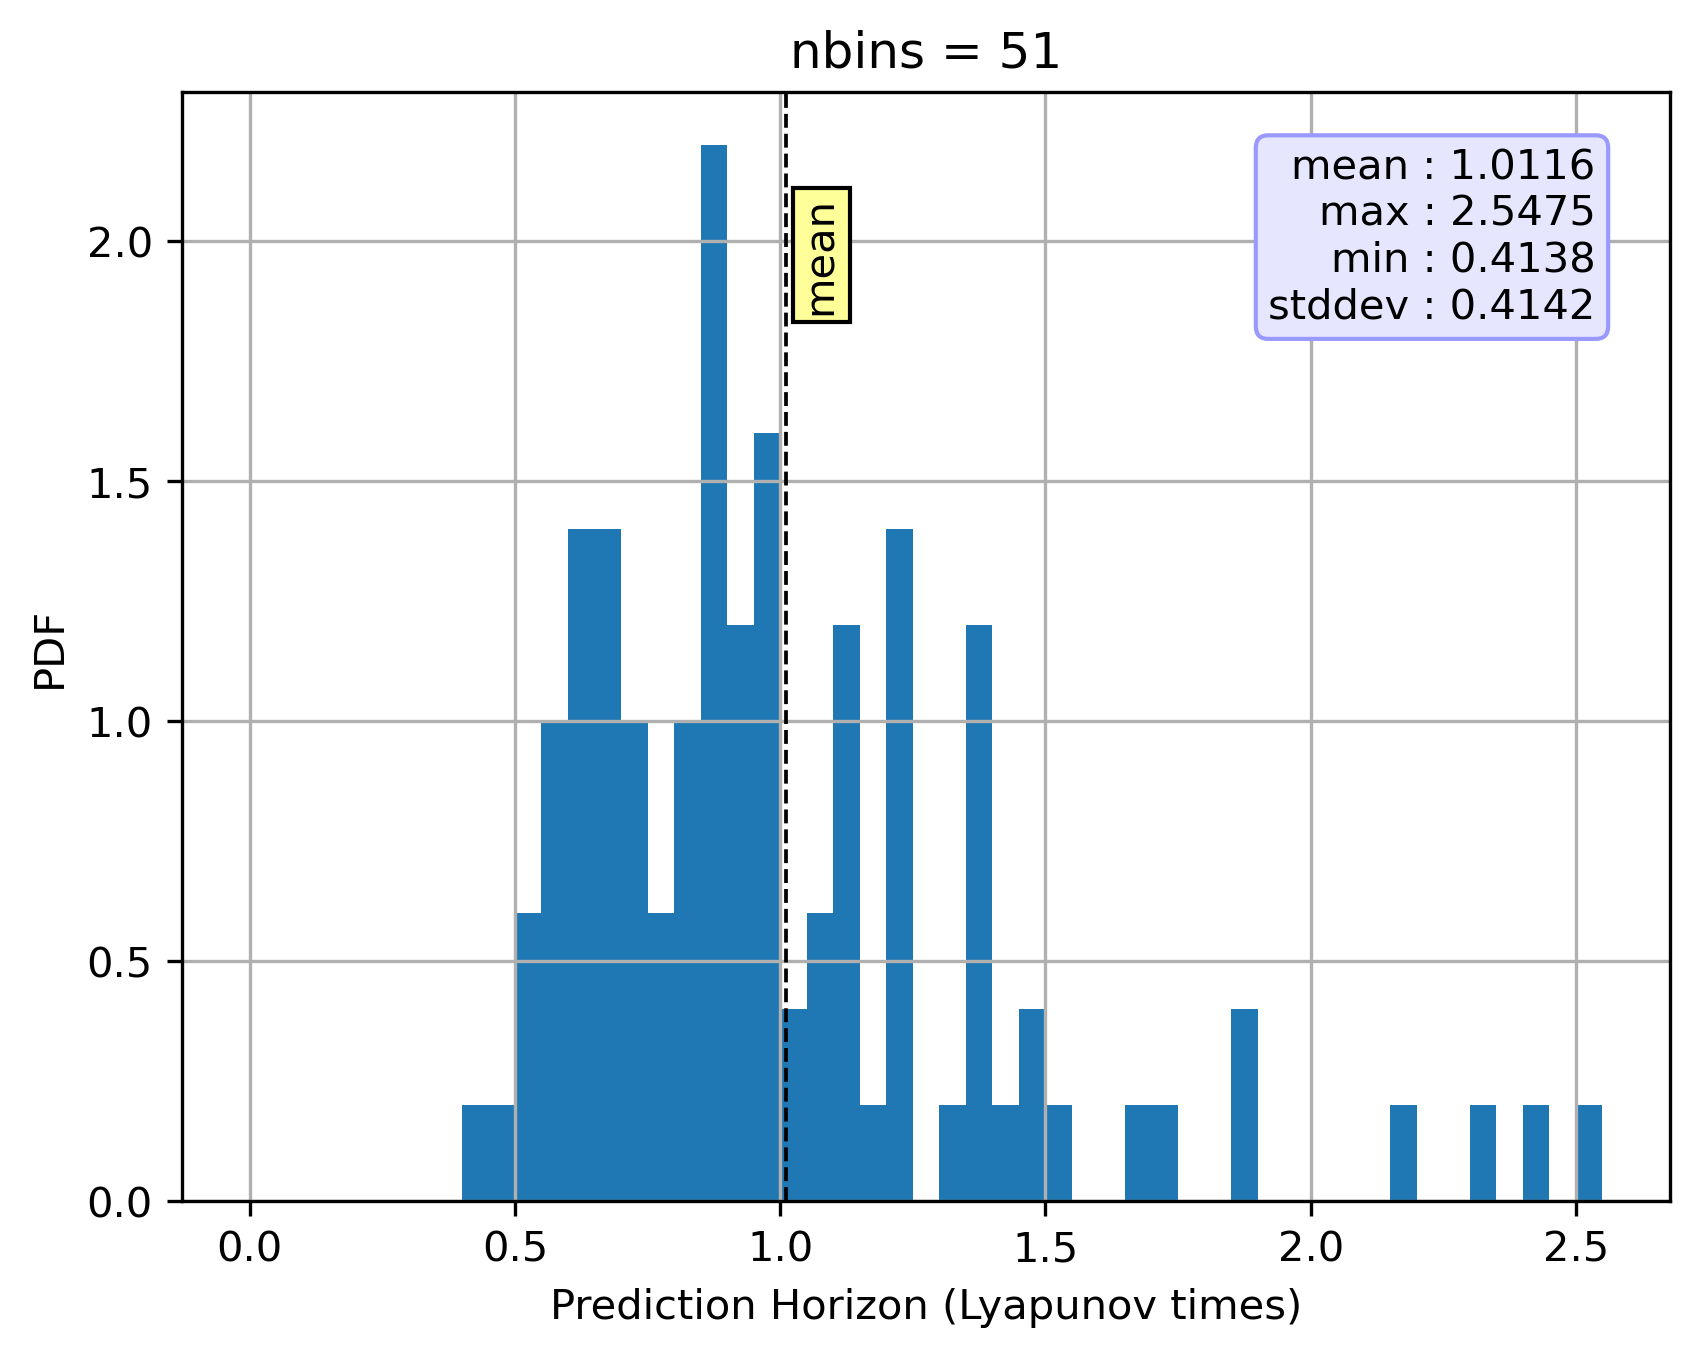 nbins = 51
mean : 1.0116
max : 2.5475
min : 0.4138
stddev : 0.4142
mean
PDF
2.0
1.5
1.0
0.5
0.0
0.0 0.5 1.0 1.5 2.0 2.5
Prediction Horizon (Lyapunov times)